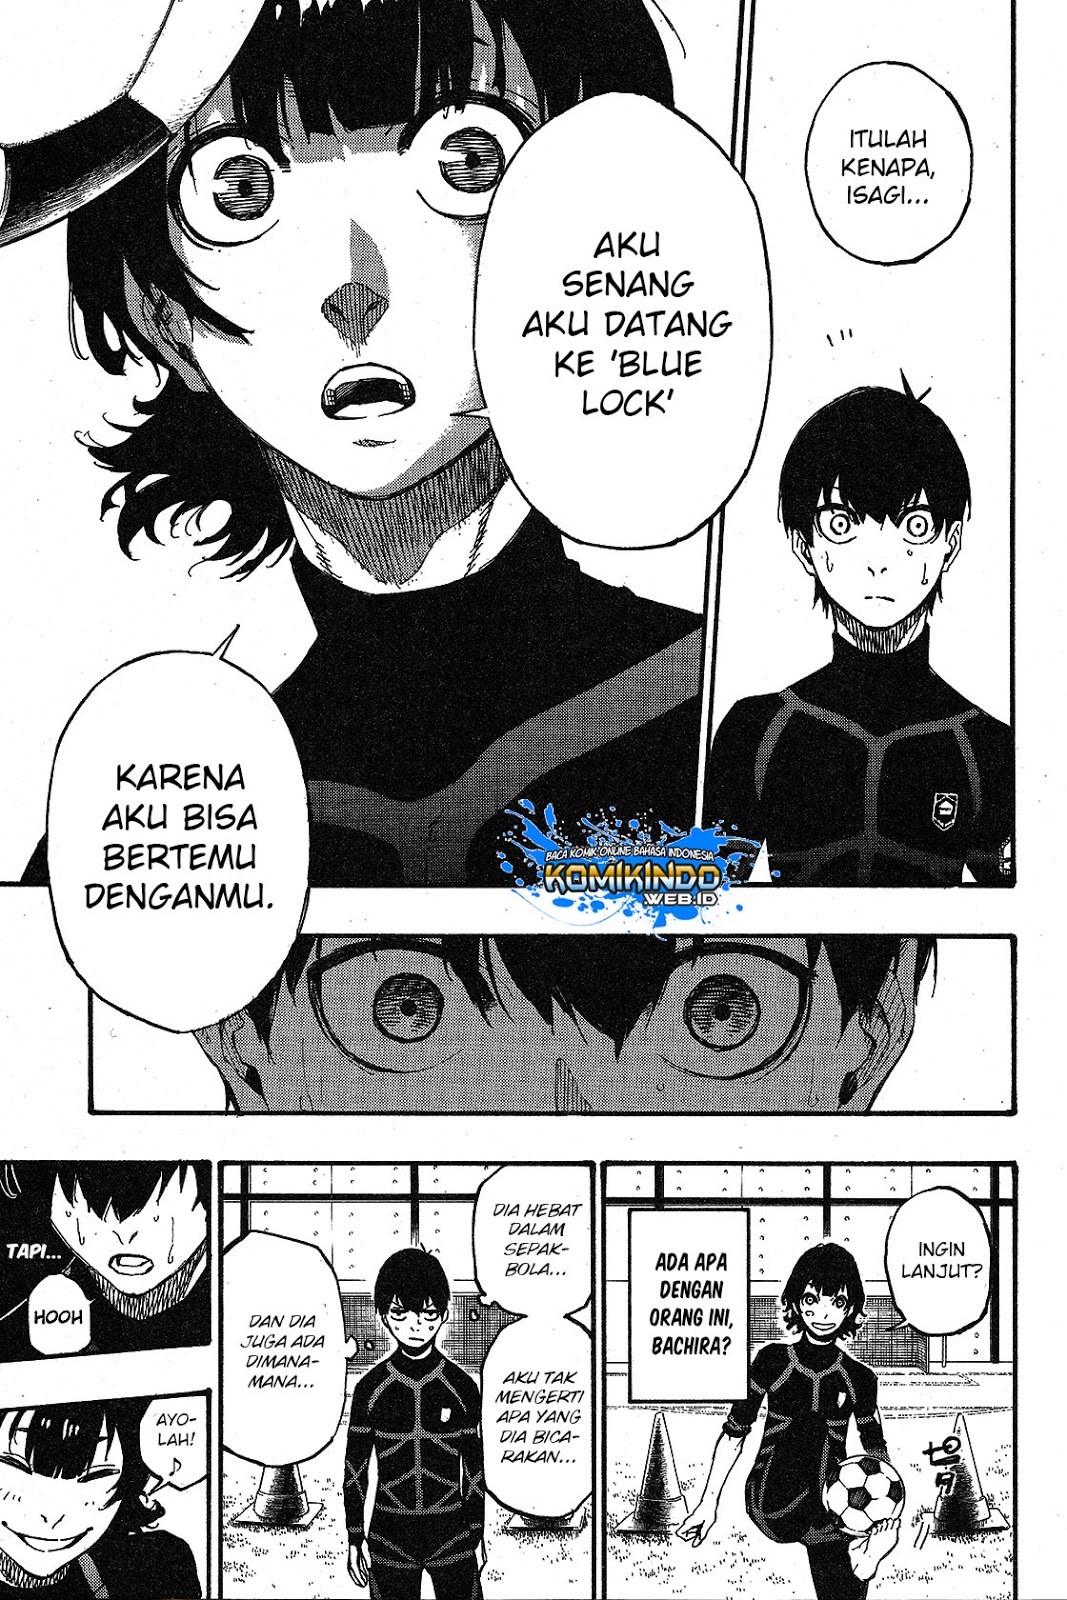 ITULAH
KENAPA,
ISAGI...
AKU
SENANG
AKU DATANG
KE 'BLUE
LOCK'
KARENA
AKU BISA
BERTEMU
DENGANMU.
BACA KOMIK ONLINE BAHASA INDONESIA
KOMIKINDO
.WEB.ID
INGIN
LANJUT?
ADA APA
DENGAN
ORANG INI,
BACHIRA?
DIA HEBAT
DALAM
SEPAK-
BOLA...
AKU TAK
MENGERTI
APA YANG
DIA BICA-
RAKAN...
DAN DIA
JUGA ADA
DIMANA-
MANA...
TAPI...
HOOH
AYO-
LAH!
♪